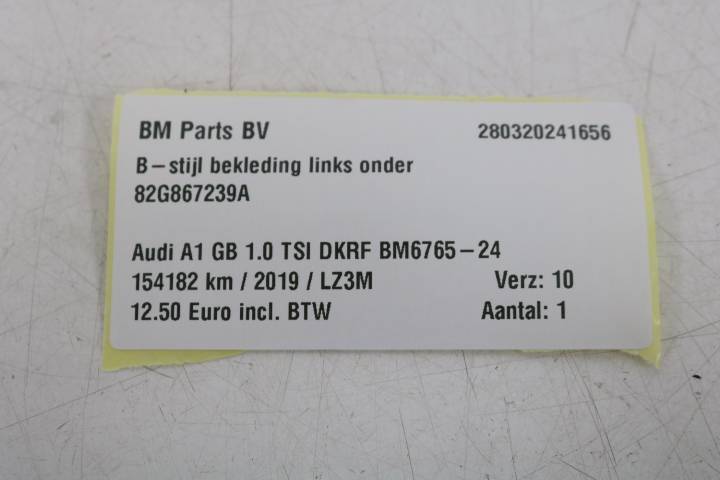 BM Parts BV 280320241656
B-stijl bekleding links onder
82G867239A
Audi A1 GB 1.0 TSI DKRF BM6765-24
154182 km / 2019 / LZ3M Verz: 10
12.50 Euro incl. BTW Aantal: 1